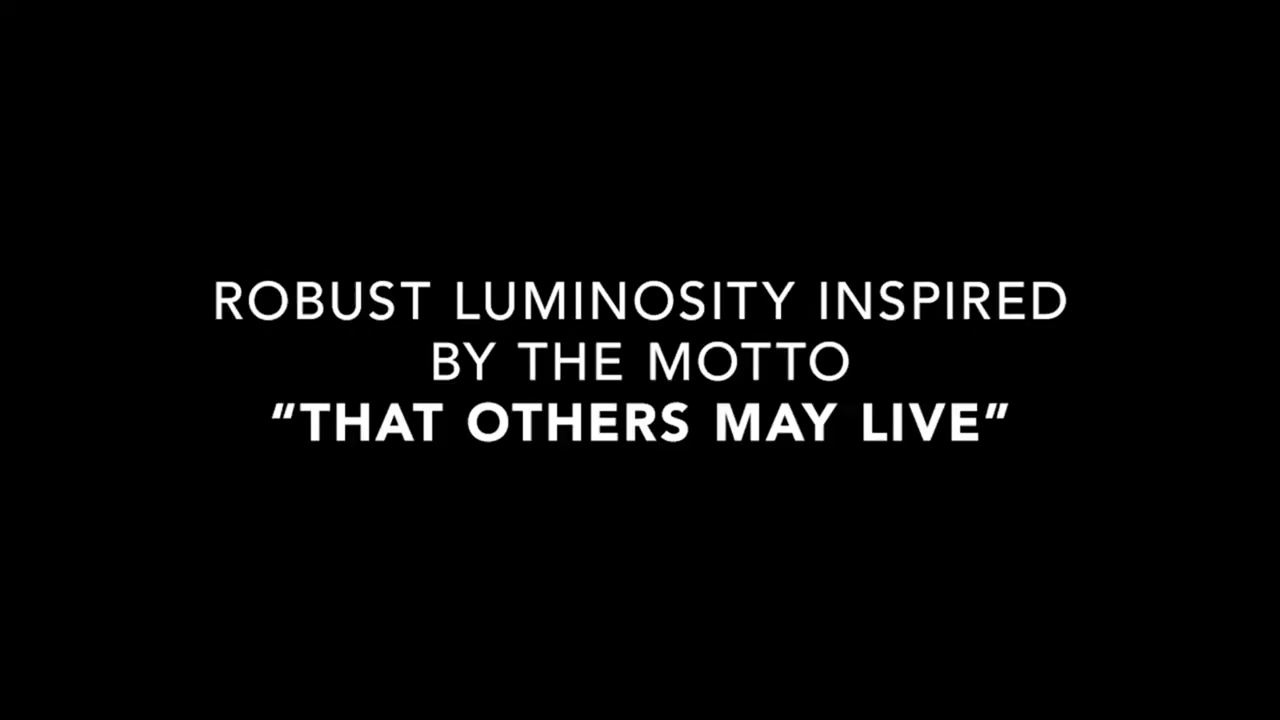 ROBUST LUMINOSITY INSPIRED
BY THE MOTTO
“THAT OTHERS MAY LIVE”